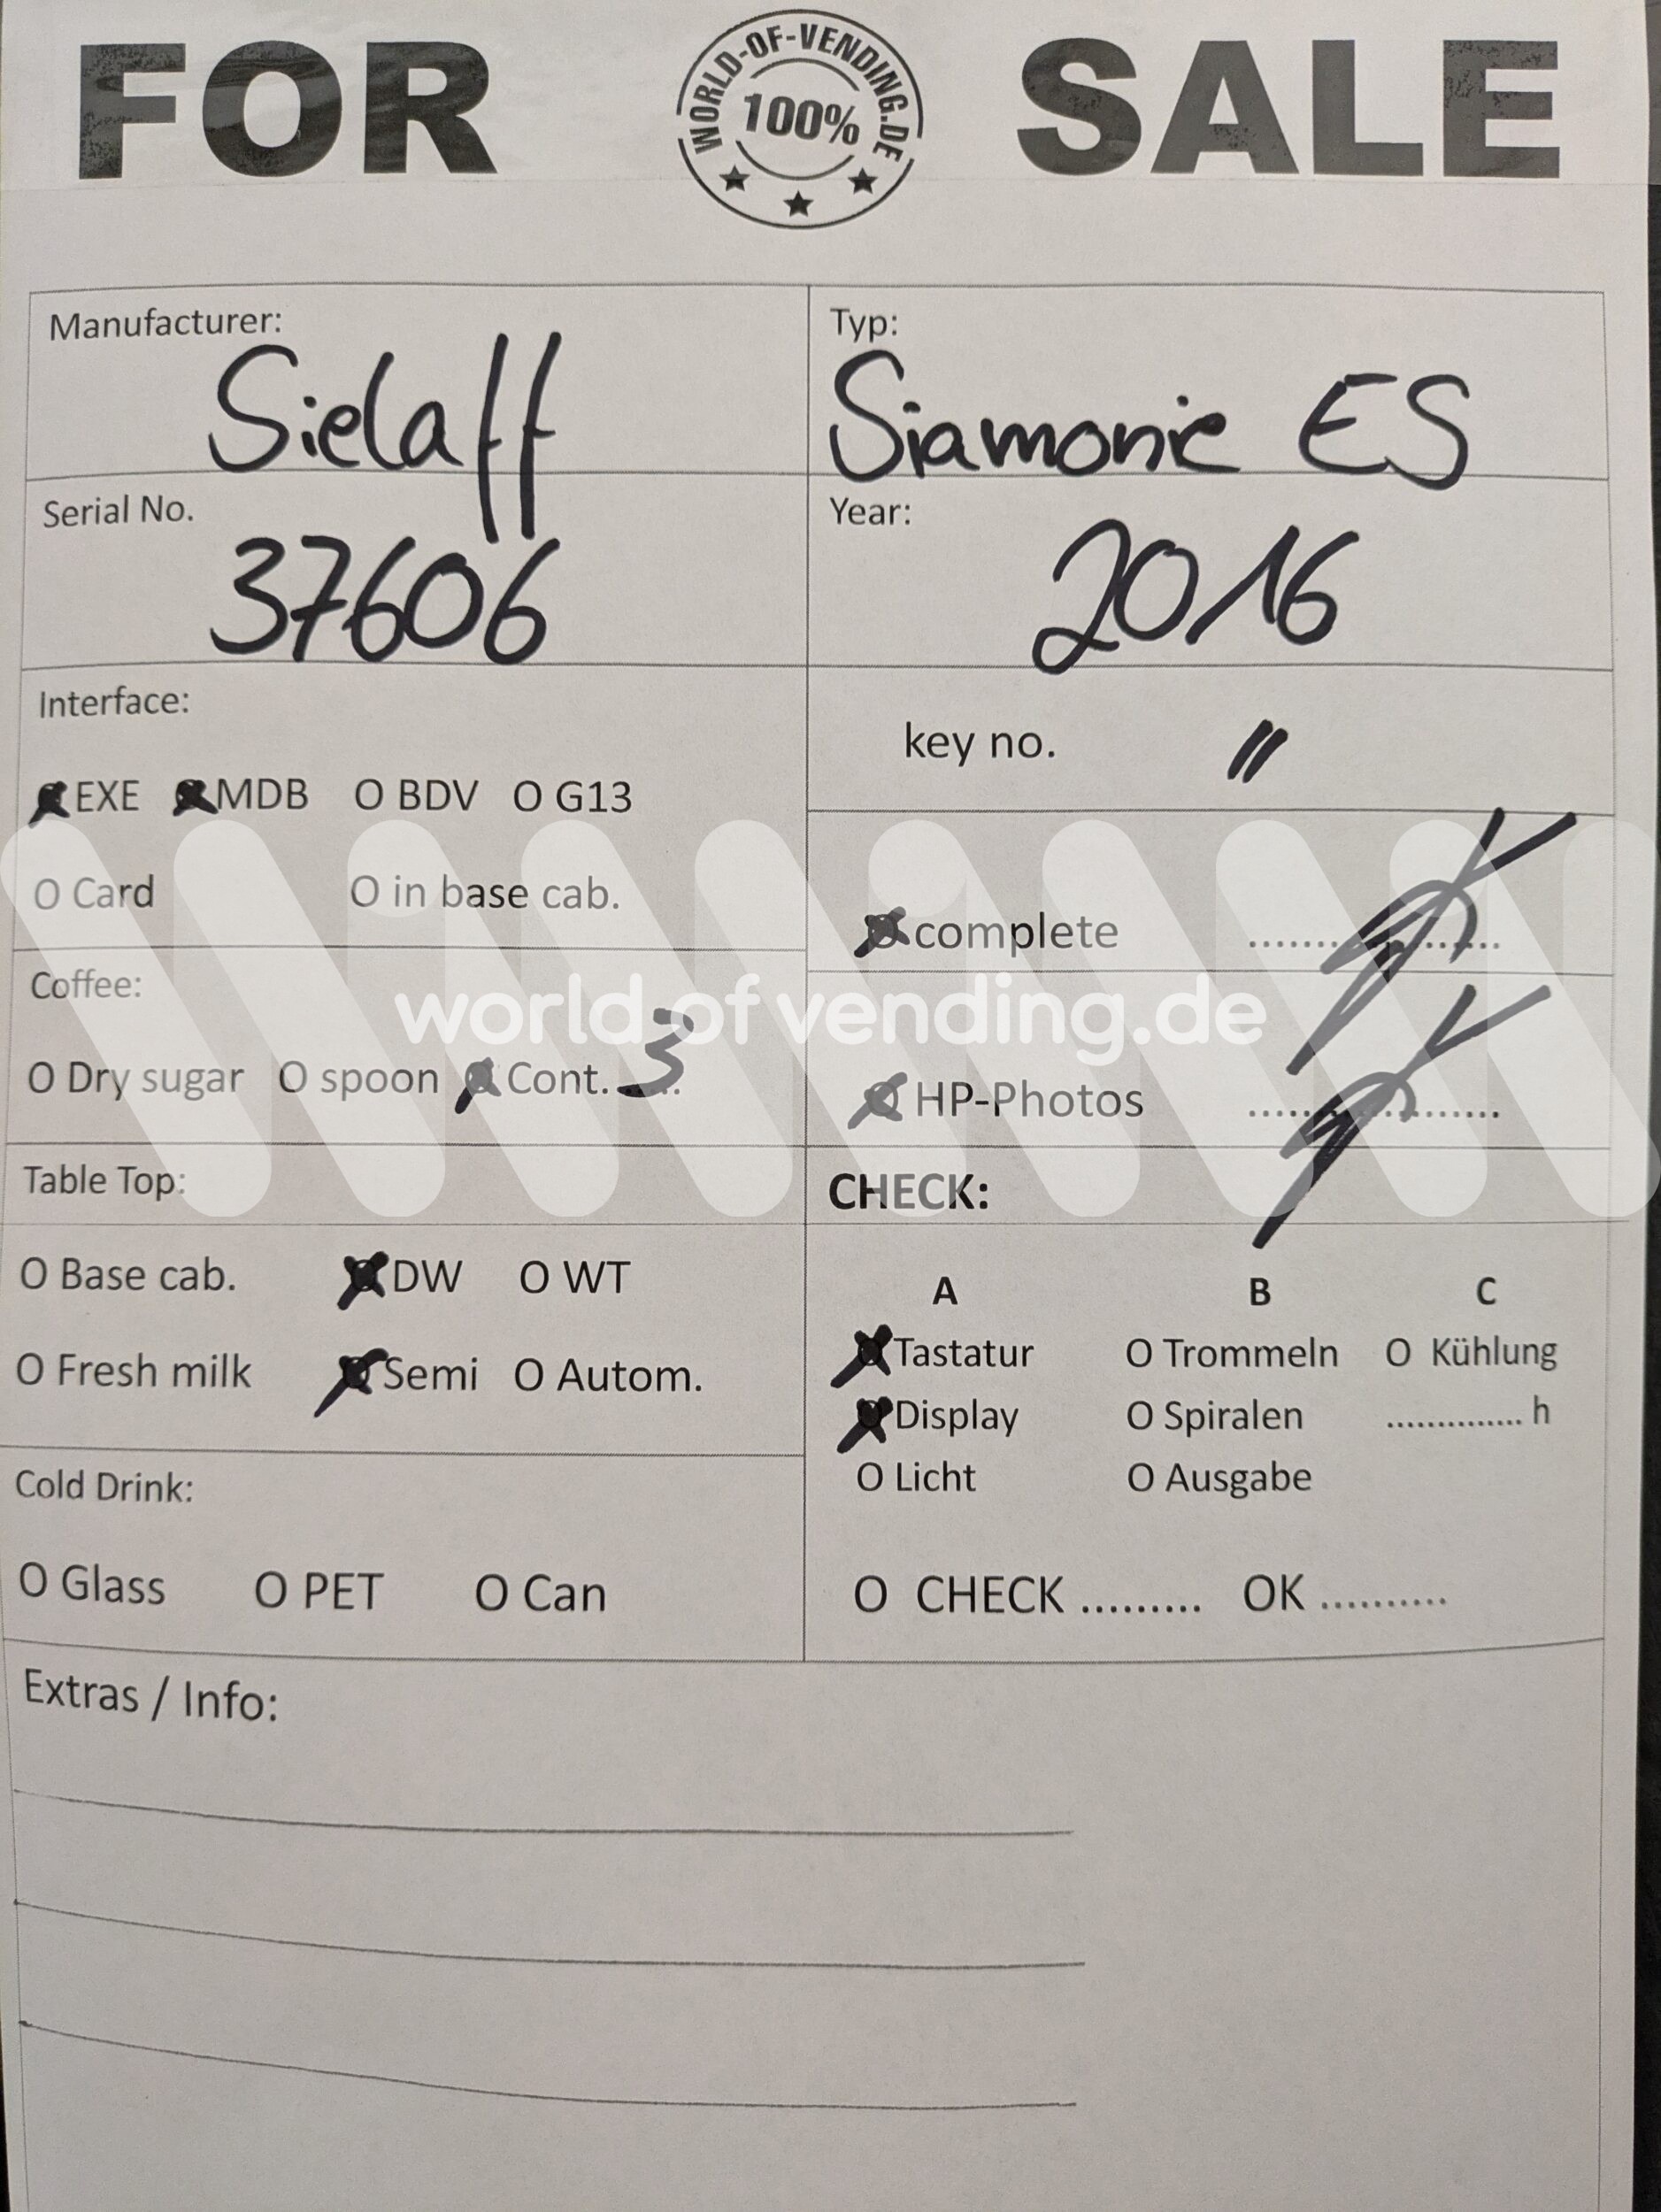 FOR
WORLD-OF-VENDING.DE
100%
SALE
Manufacturer:
Sielaff
Typ:
Siamonie ES
Serial No.
37606
Year:
2016
Interface:
EXE MDB O BDV O G13
O Card O in base cab.
key no. "
complete ....................
HP-Photos ....................
Coffee:
O Dry sugar O spoon Cont. 3
world of vending.de
Table Top:
O Base cab. DW O WT
O Fresh milk Semi O Autom.
CHECK:
A B C
Tastatur O Trommeln O Kühlung
Display O Spiralen .............. h
O Licht O Ausgabe
O CHECK ......... OK ..........
Cold Drink:
O Glass O PET O Can
Extras / Info: